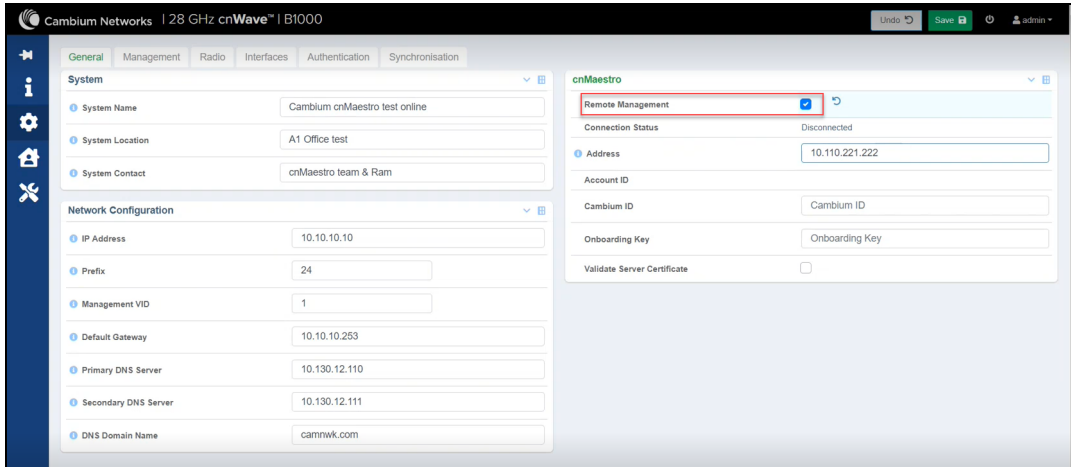 Cambium Networks | 28 GHz cnWave™ | B1000
Undo Save admin
General Management Radio Interfaces Authentication Synchronisation
System
System Name Cambium cnMaestro test online
System Location A1 Office test
System Contact cnMaestro team & Ram
Network Configuration
IP Address 10.10.10.10
Prefix 24
Management VID 1
Default Gateway 10.10.10.253
Primary DNS Server 10.130.12.110
Secondary DNS Server 10.130.12.111
DNS Domain Name camnwk.com
cnMaestro
Remote Management
Connection Status Disconnected
Address 10.110.221.222
Account ID
Cambium ID Cambium ID
Onboarding Key Onboarding Key
Validate Server Certificate